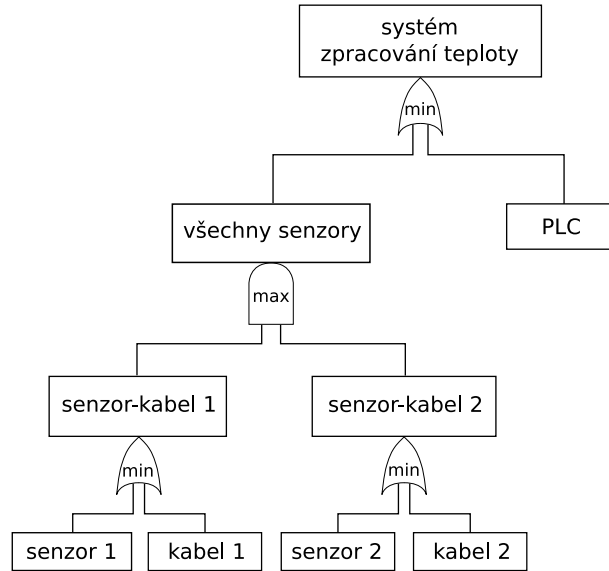 systém
zpracování teploty
min
všechny senzory
PLC
max
senzor-kabel 1
senzor-kabel 2
min
min
senzor 1
kabel 1
senzor 2
kabel 2